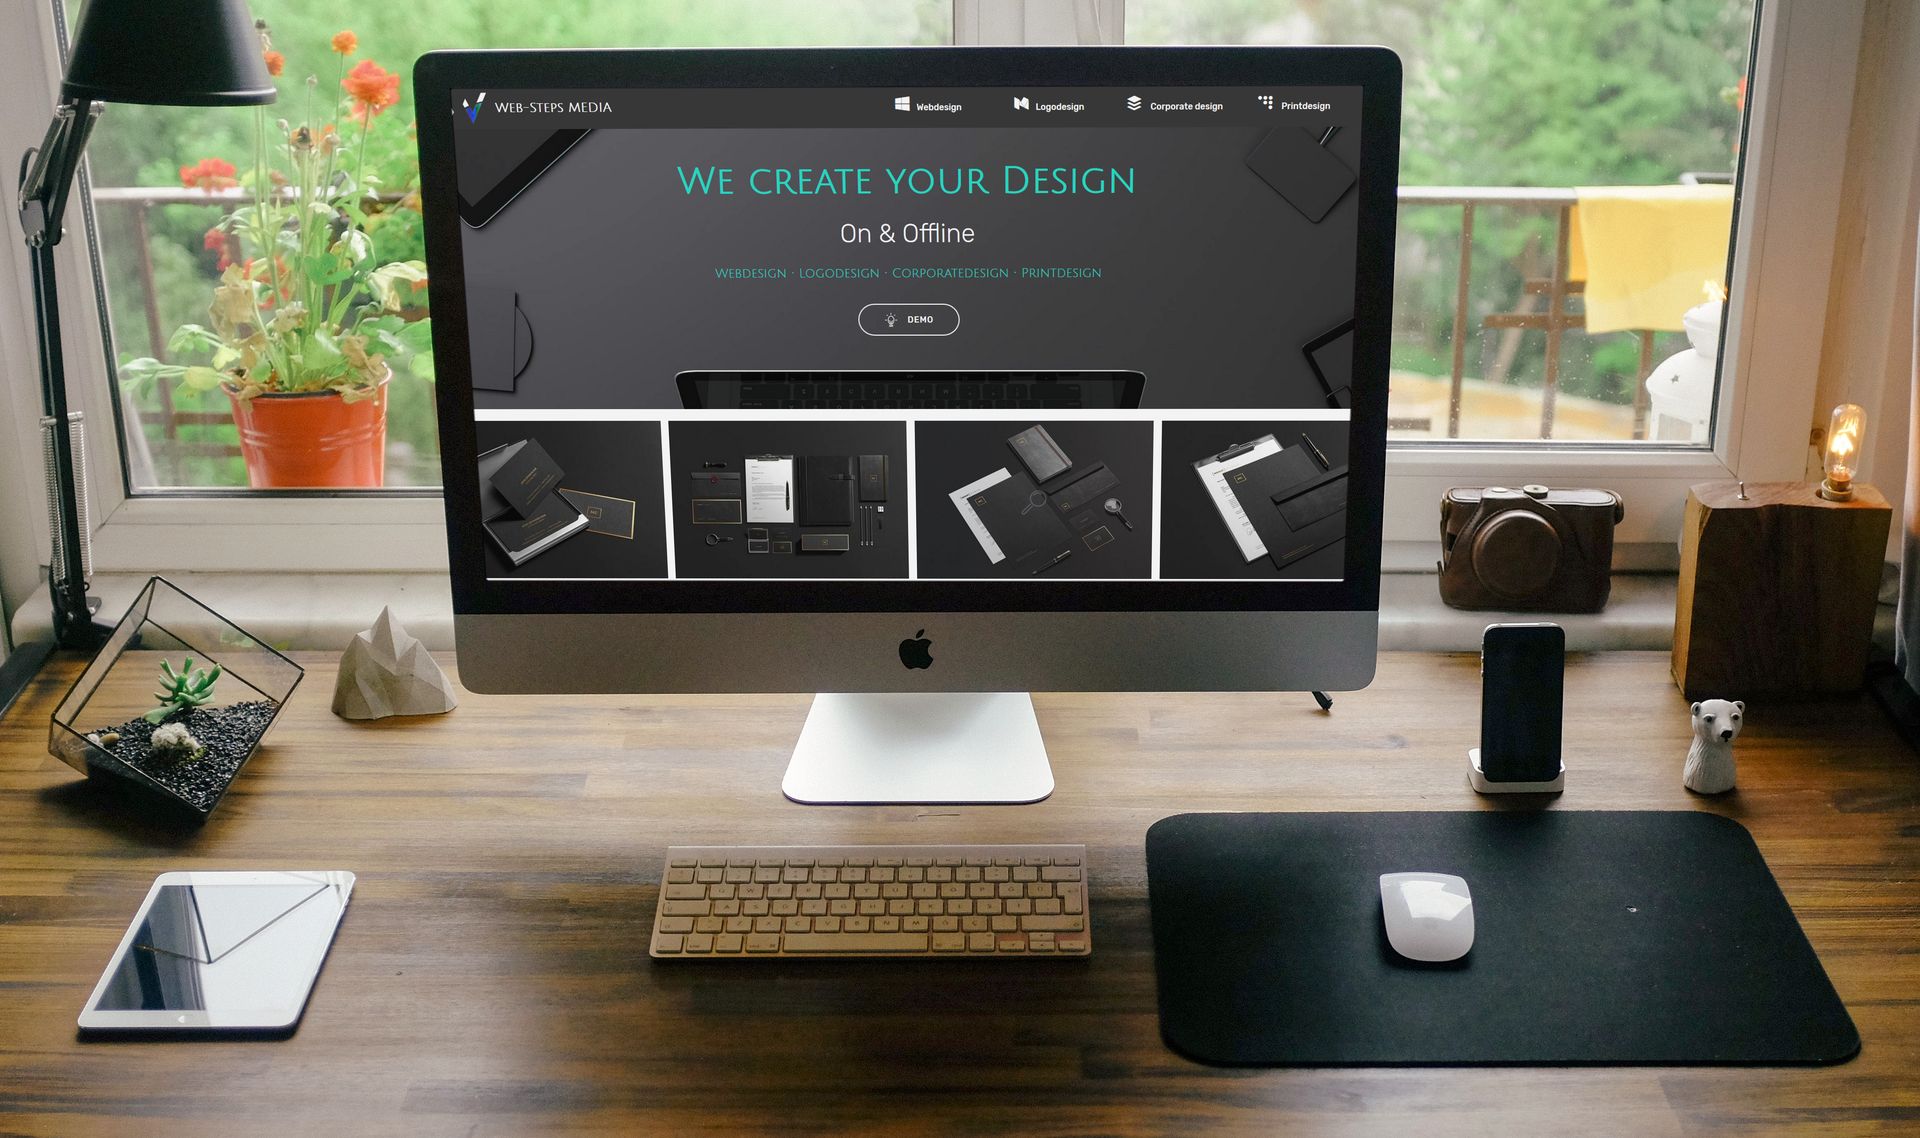 WEB-STEPS MEDIA
Webdesign
Logodesign
Corporate design
Printdesign
WE CREATE YOUR DESIGN
On & Offline
WEBDESIGN · LOGODESIGN · CORPORATEDESIGN · PRINTDESIGN
DEMO